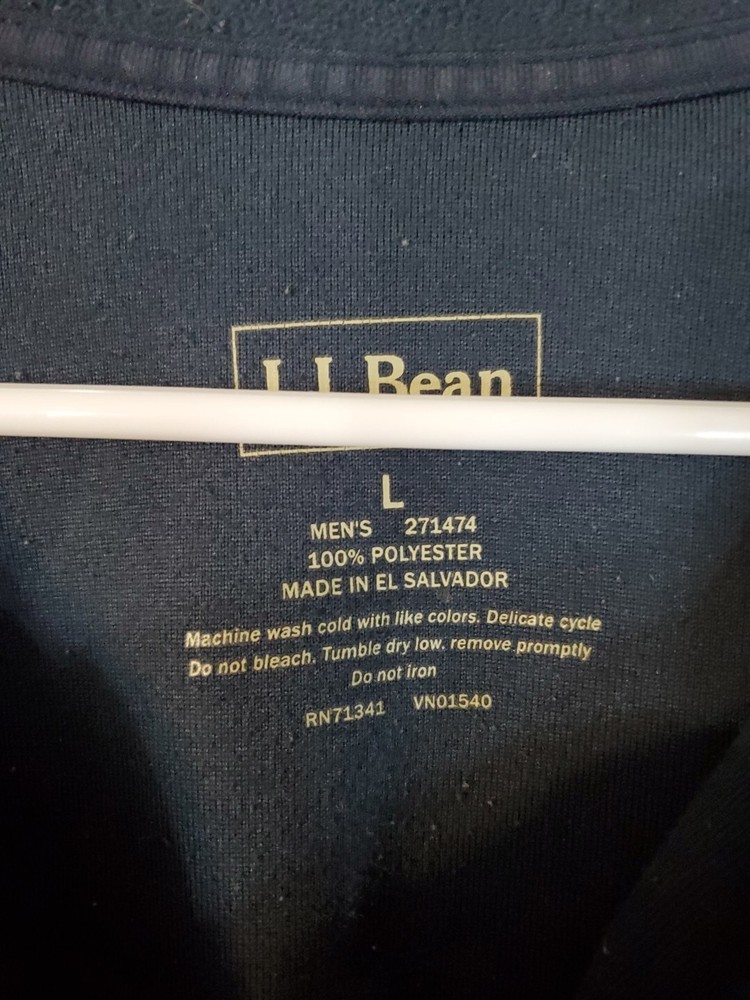 L.L.Bean
L
MEN'S 271474
100% POLYESTER
MADE IN EL SALVADOR
Machine wash cold with like colors. Delicate cycle
Do not bleach. Tumble dry low, remove promptly
Do not iron
RN71341 VN01540